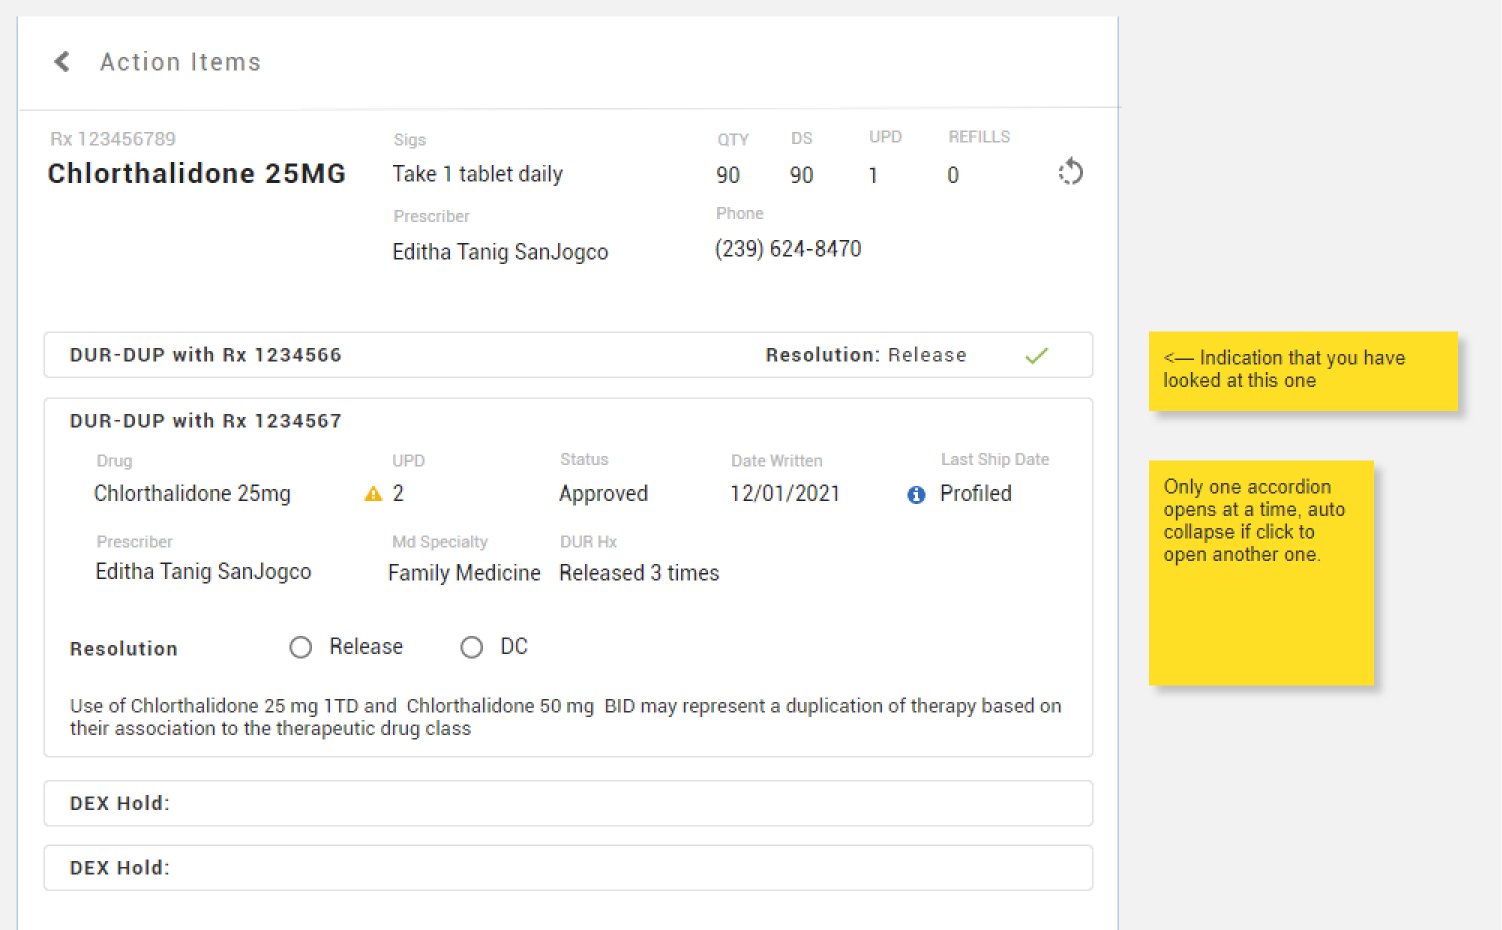 Action Items
Rx 123456789
Chlorthalidone 25MG
Sigs
Take 1 tablet daily
QTY DS UPD REFILLS
90 90 1 0
Prescriber
Editha Tanig SanJogco
Phone
(239) 624-8470
DUR-DUP with Rx 1234566
Resolution: Release
DUR-DUP with Rx 1234567
Drug UPD Status Date Written Last Ship Date
Chlorthalidone 25mg 2 Approved 12/01/2021 Profiled
Prescriber Md Specialty DUR Hx
Editha Tanig SanJogco Family Medicine Released 3 times
Resolution Release DC
Use of Chlorthalidone 25 mg 1TD and Chlorthalidone 50 mg BID may represent a duplication of therapy based on
their association to the therapeutic drug class
DEX Hold:
DEX Hold:
<— Indication that you have
looked at this one
Only one accordion
opens at a time, auto
collapse if click to
open another one.